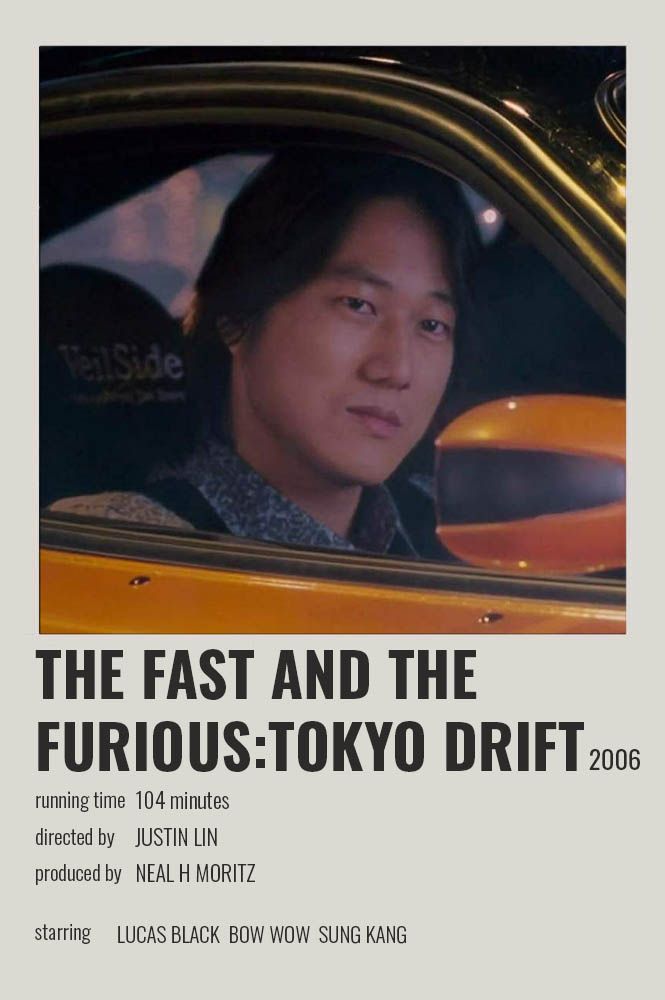 VeilSide
THE FAST AND THE
FURIOUS:TOKYO DRIFT 2006
running time 104 minutes
directed by JUSTIN LIN
produced by NEAL H MORITZ
starring LUCAS BLACK BOW WOW SUNG KANG